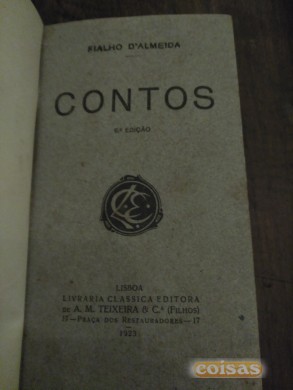 FIALHO D'ALMEIDA
CONTOS
LISBOA
LIVRARIA CLASSICA EDITORA
DE A. M. TEIXEIRA & C.ª (FILHOS)
17—PRAÇA DOS RESTAURADORES—17
coisas